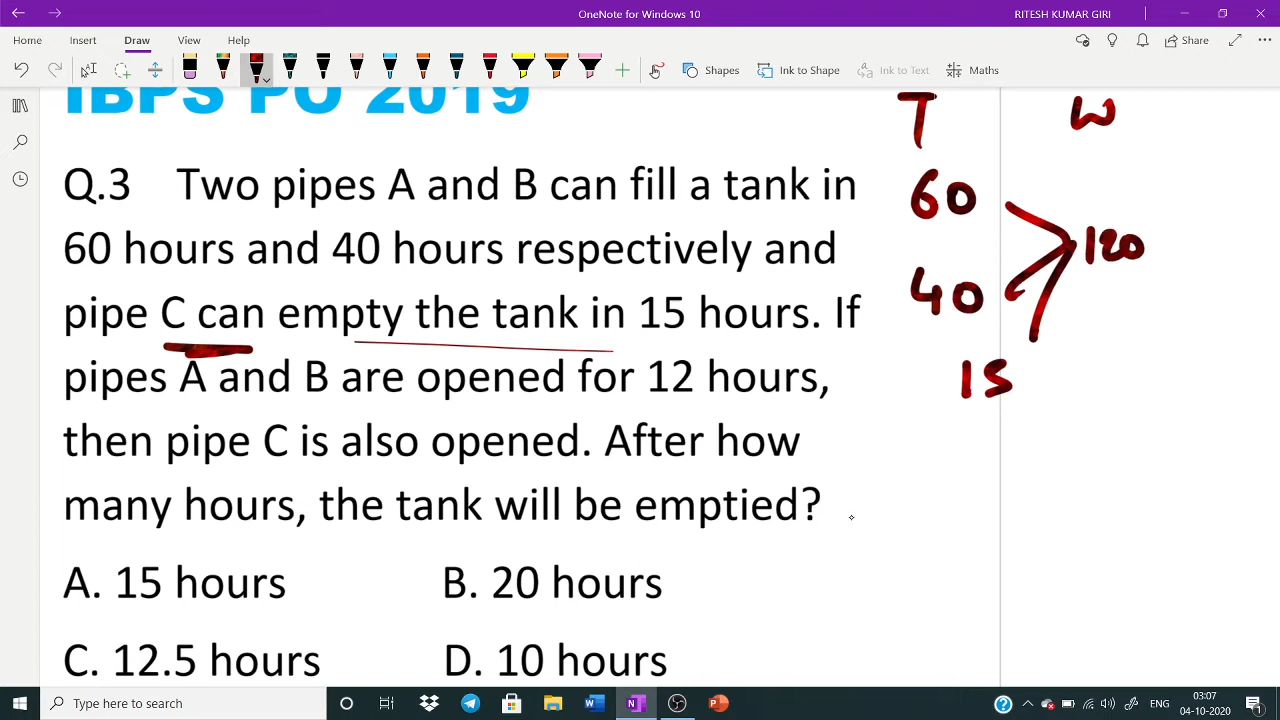 OneNote for Windows 10
RITESH KUMAR GIRI
Home Insert Draw View Help
Share
Shapes Ink to Shape Ink to Text Maths
IBPS PO 2019
Q.3 Two pipes A and B can fill a tank in
60 hours and 40 hours respectively and
pipe C can empty the tank in 15 hours. If
pipes A and B are opened for 12 hours,
then pipe C is also opened. After how
many hours, the tank will be emptied?
A. 15 hours B. 20 hours
C. 12.5 hours D. 10 hours
T W
60
120
40
15
Type here to search
ENG
03:07
04-10-2020